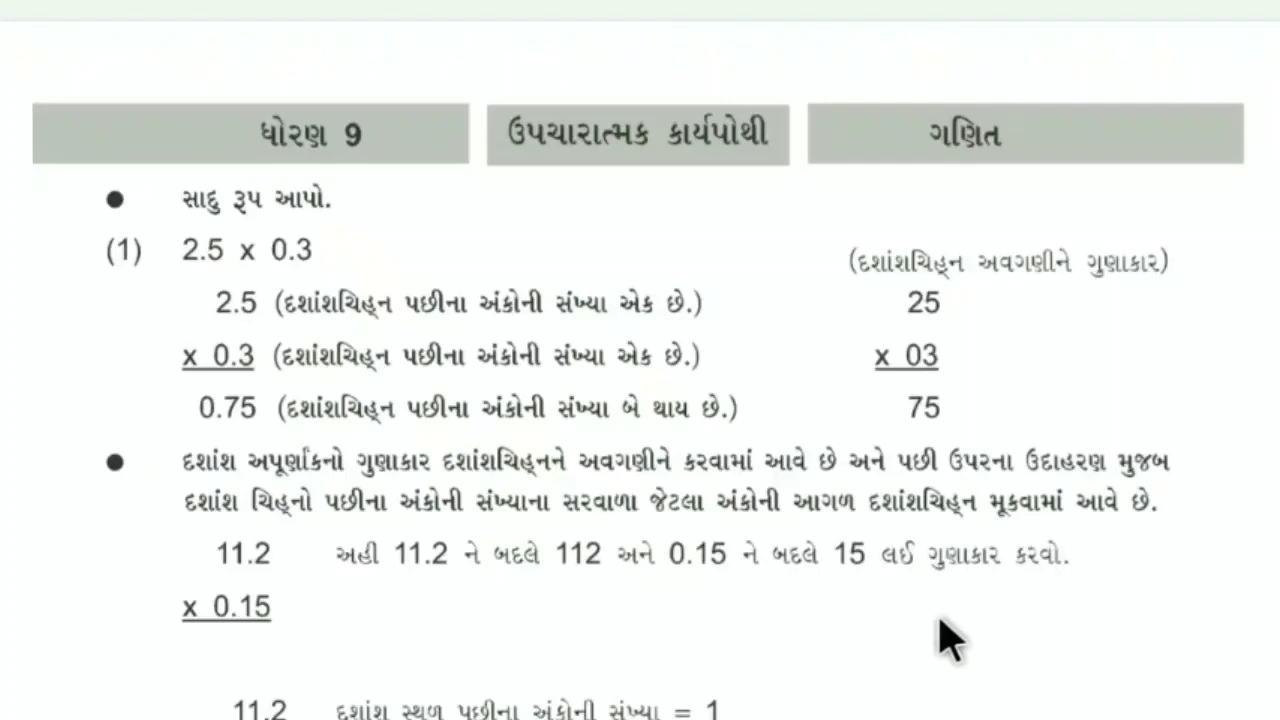 ધોરણ 9 ઉપચારાત્મક કાર્યપોથી ગણિત
● સાદુ રૂપ આપો.
(1) 2.5 x 0.3
(દશાંશચિહ્ન અવગણીને ગુણાકાર)
2.5 (દશાંશચિહ્ન પછીના અંકોની સંખ્યા એક છે.) 25
x 0.3 (દશાંશચિહ્ન પછીના અંકોની સંખ્યા એક છે.) x 03
0.75 (દશાંશચિહ્ન પછીના અંકોની સંખ્યા બે થાય છે.) 75
● દશાંશ અપૂર્ણાંકનો ગુણાકાર દશાંશચિહ્નને અવગણીને કરવામાં આવે છે અને પછી ઉપરના ઉદાહરણ મુજબ
દશાંશ ચિહ્નો પછીના અંકોની સંખ્યાના સરવાળા જેટલા અંકોની આગળ દશાંશચિહ્ન મૂકવામાં આવે છે.
11.2 અહી 11.2 ને બદલે 112 અને 0.15 ને બદલે 15 લઈ ગુણાકાર કરવો.
x 0.15
11.2 દશાંશ સ્થળ પછીના અંકોની સંખ્યા = 1